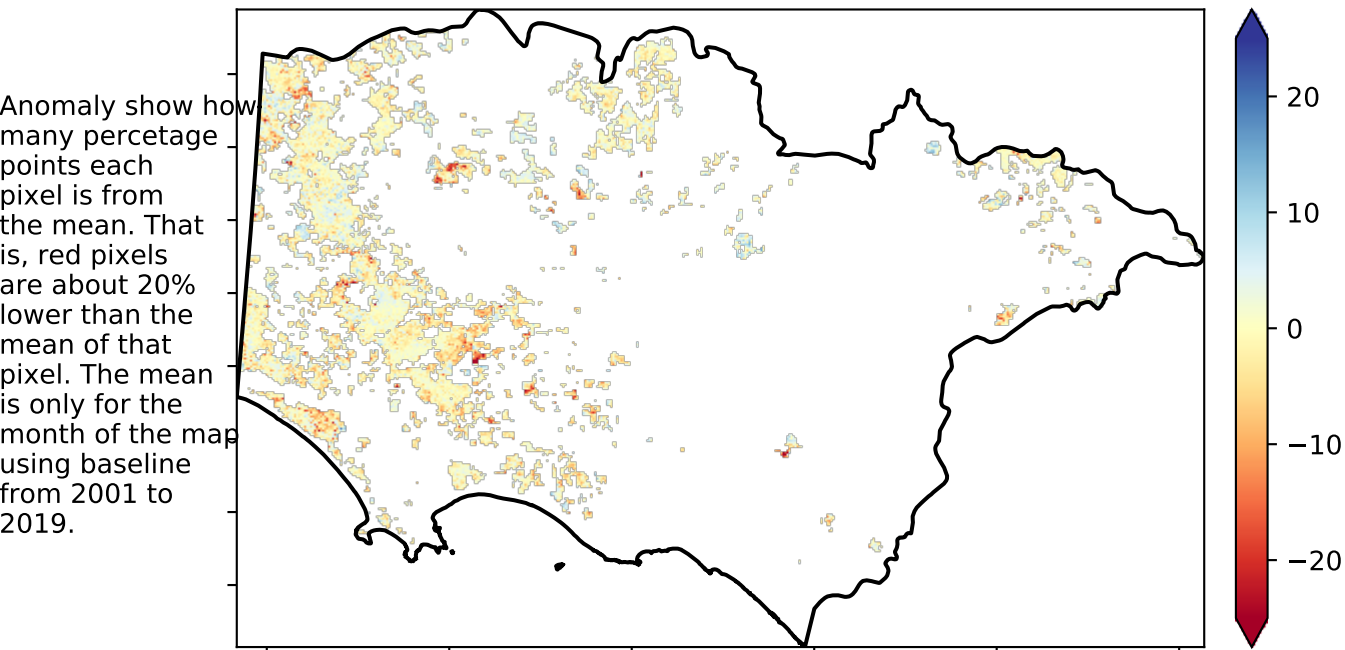 Anomaly show how
many percetage
points each
pixel is from
the mean. That
is, red pixels
are about 20%
lower than the
mean of that
pixel. The mean
is only for the
month of the map
using baseline
from 2001 to
2019.
20
10
0
−10
−20